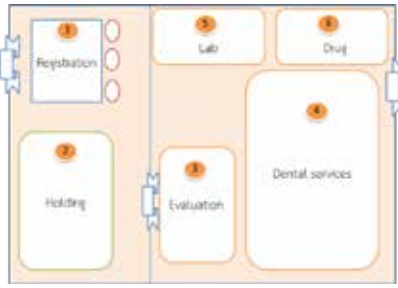 1
Registration
2
Holding
3
Evaluation
4
Dental services
5
Lab
6
Drug